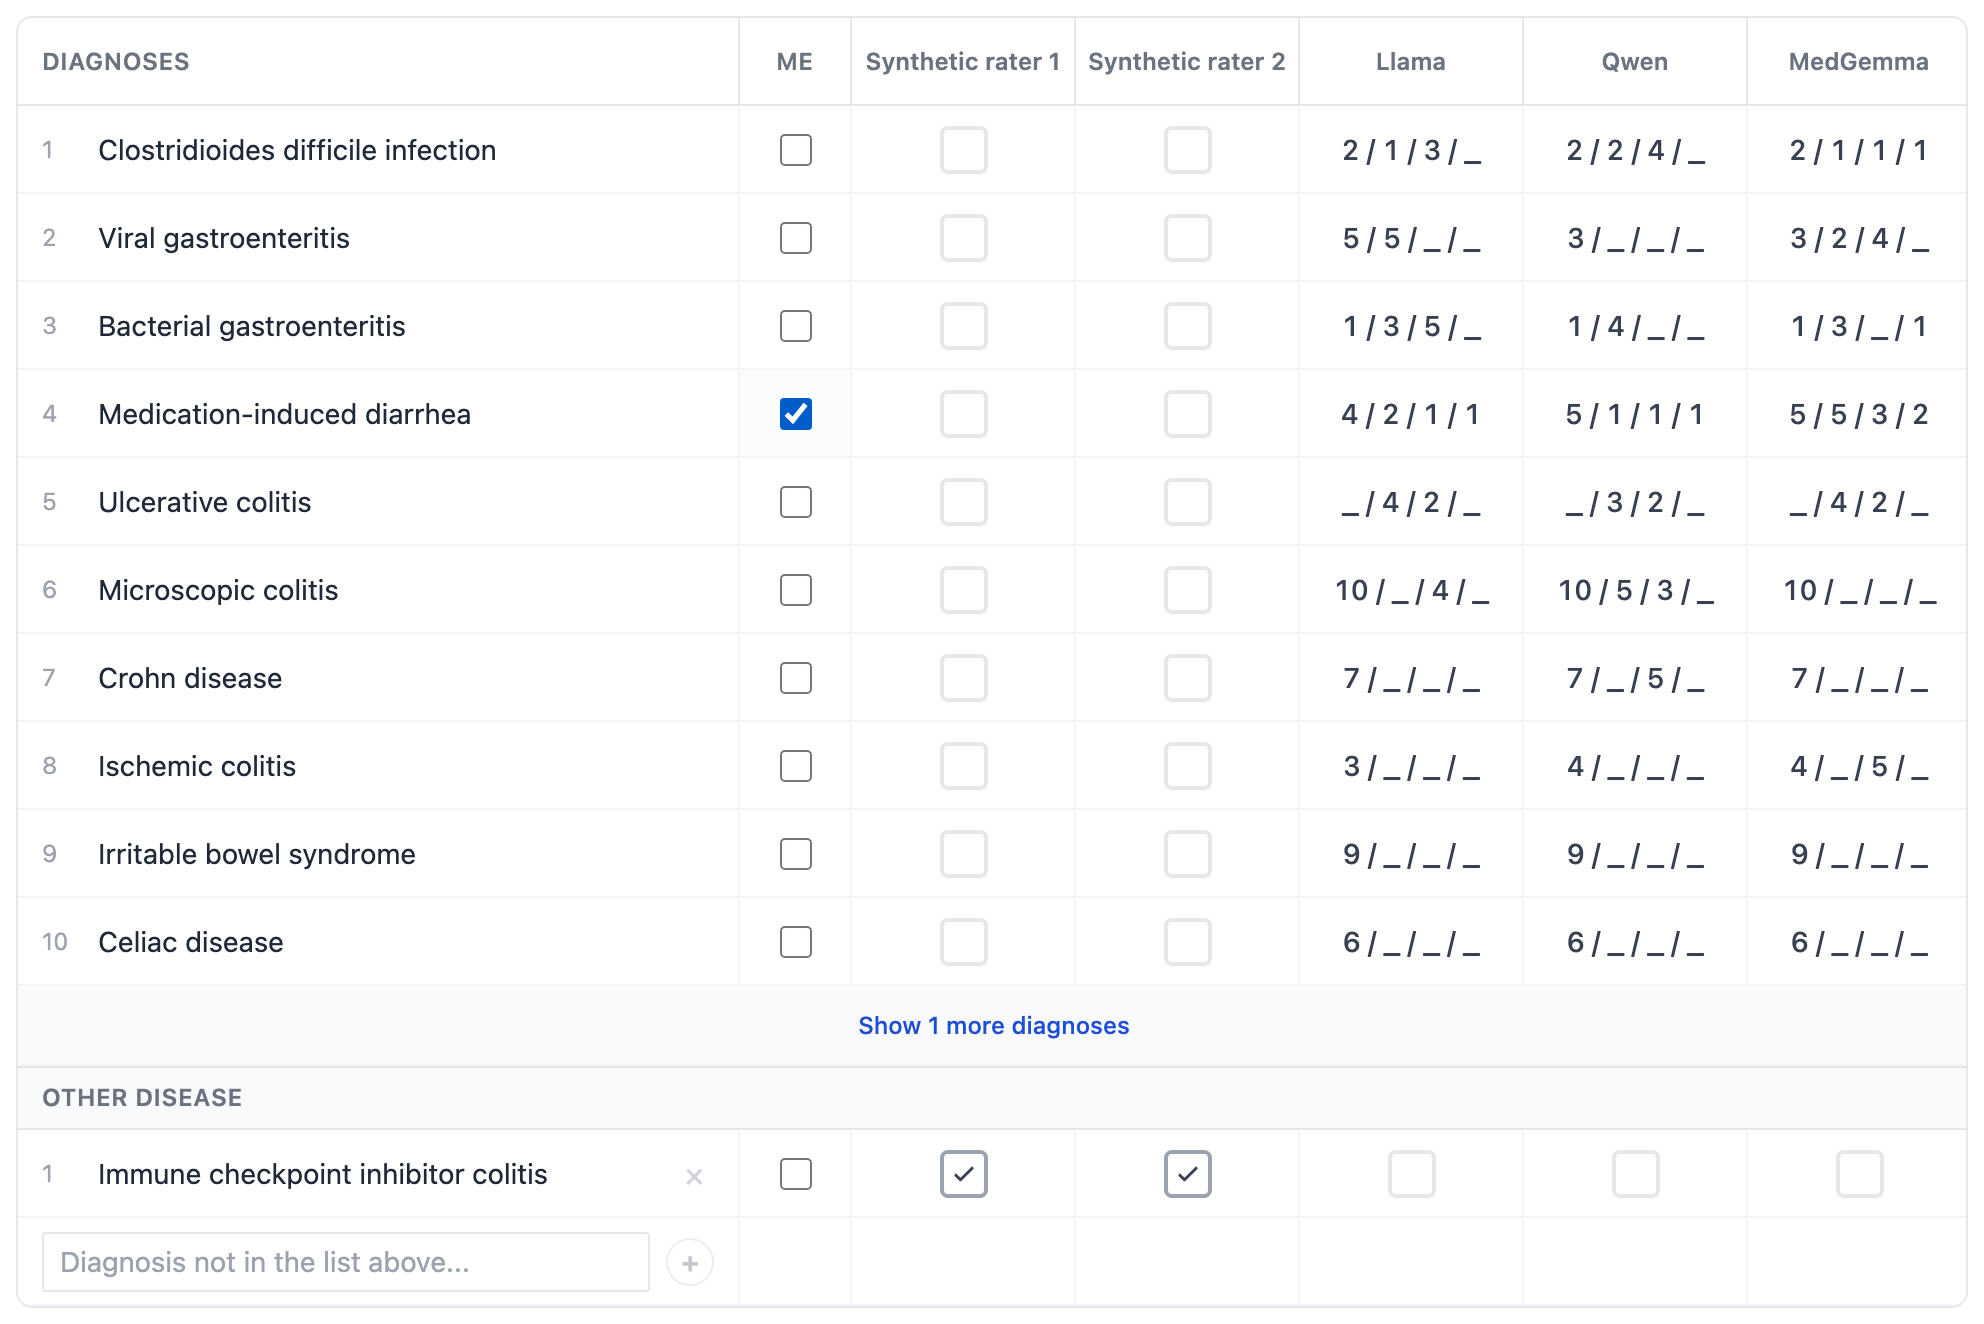 DIAGNOSES ME Synthetic rater 1 Synthetic rater 2 Llama Qwen MedGemma
1 Clostridioides difficile infection 2 / 1 / 3 / _ 2 / 2 / 4 / _ 2 / 1 / 1 / 1
2 Viral gastroenteritis 5 / 5 / _ / _ 3 / _ / _ / _ 3 / 2 / 4 / _
3 Bacterial gastroenteritis 1 / 3 / 5 / _ 1 / 4 / _ / _ 1 / 3 / _ / 1
4 Medication-induced diarrhea 4 / 2 / 1 / 1 5 / 1 / 1 / 1 5 / 5 / 3 / 2
5 Ulcerative colitis _ / 4 / 2 / _ _ / 3 / 2 / _ _ / 4 / 2 / _
6 Microscopic colitis 10 / _ / 4 / _ 10 / 5 / 3 / _ 10 / _ / _ / _
7 Crohn disease 7 / _ / _ / _ 7 / _ / 5 / _ 7 / _ / _ / _
8 Ischemic colitis 3 / _ / _ / _ 4 / _ / _ / _ 4 / _ / 5 / _
9 Irritable bowel syndrome 9 / _ / _ / _ 9 / _ / _ / _ 9 / _ / _ / _
10 Celiac disease 6 / _ / _ / _ 6 / _ / _ / _ 6 / _ / _ / _
Show 1 more diagnoses
OTHER DISEASE
1 Immune checkpoint inhibitor colitis ×
Diagnosis not in the list above... +